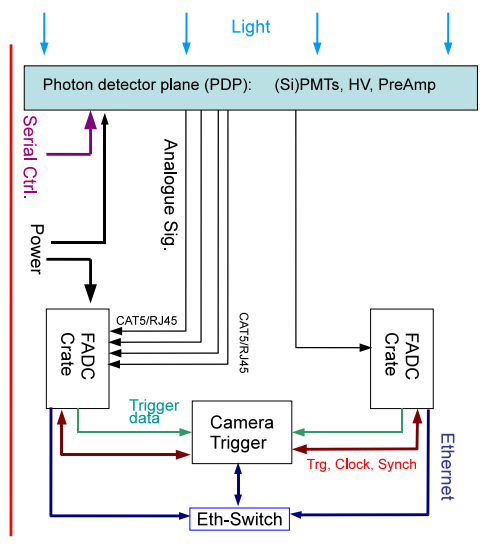 Light
Photon detector plane (PDP): (Si)PMTs, HV, PreAmp
Serial Ctrl.
Power
Analogue Sig.
CAT5/RJ45
CAT5/RJ45
FADC
Crate
FADC
Crate
Trigger
data
Camera
Trigger
Trg, Clock, Synch
Ethernet
Eth-Switch